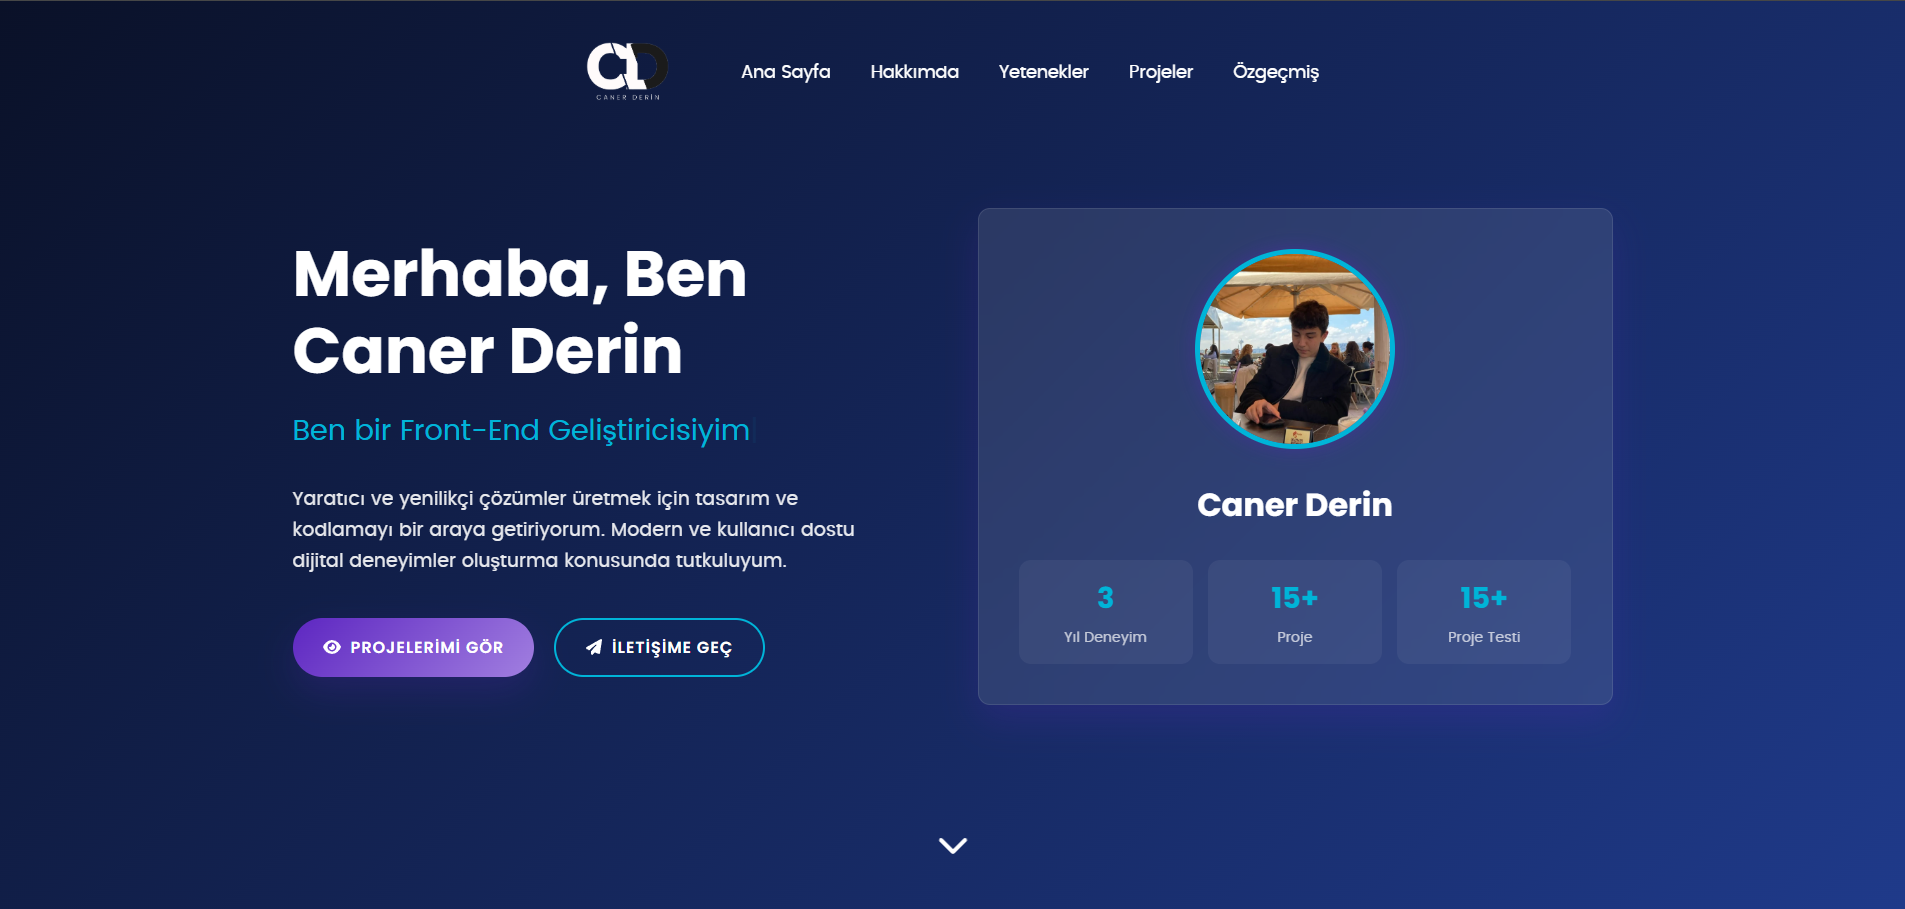 CD
CANER DERİN
Ana Sayfa
Hakkımda
Yetenekler
Projeler
Özgeçmiş
Merhaba, Ben
Caner Derin
Ben bir Front-End Geliştiricisiyim
Yaratıcı ve yenilikçi çözümler üretmek için tasarım ve
kodlamayı bir araya getiriyorum. Modern ve kullanıcı dostu
dijital deneyimler oluşturma konusunda tutkuluyum.
PROJELERİMİ GÖR
İLETİŞİME GEÇ
Caner Derin
3
Yıl Deneyim
15+
Proje
15+
Proje Testi